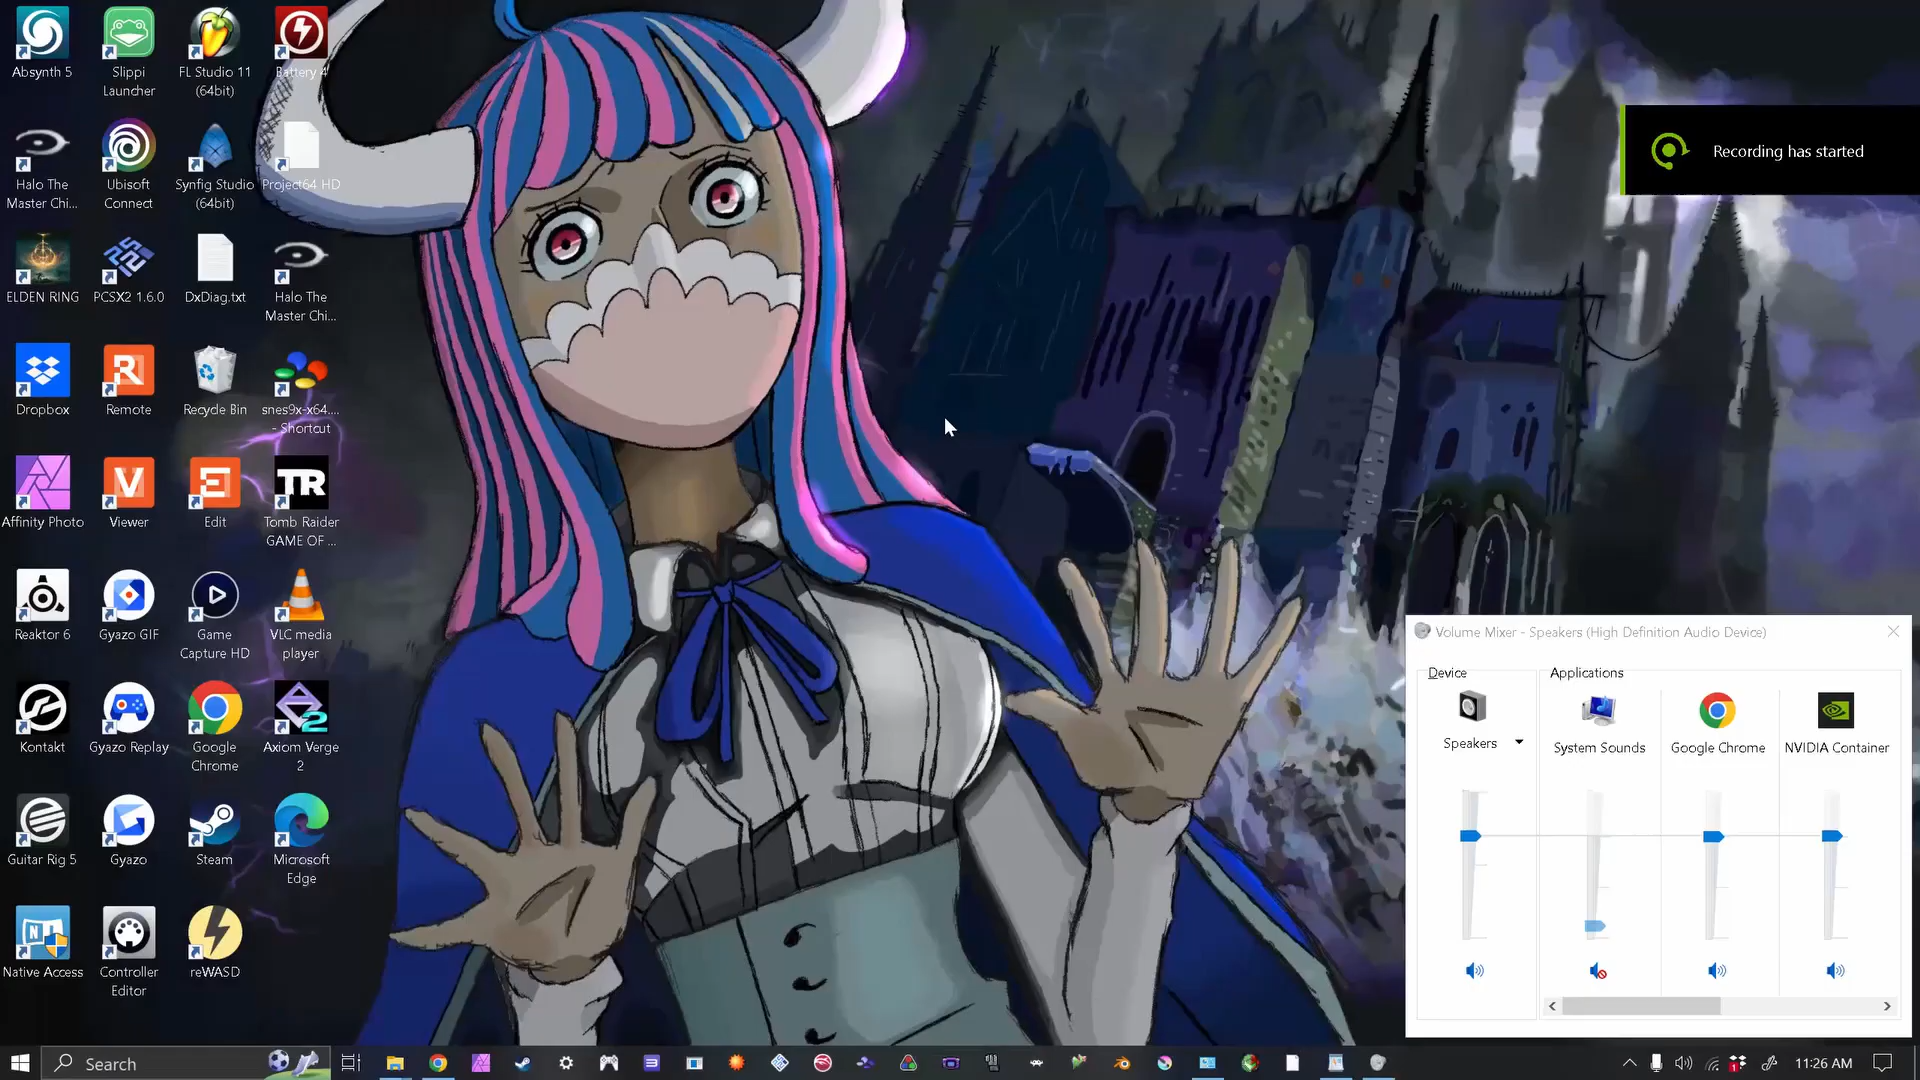 Absynth 5
Slippi
Launcher
FL Studio 11
(64bit)
Battery 4
Halo The
Master Chi...
Ubisoft
Connect
Synfig Studio
(64bit)
Project64 HD
ELDEN RING
PCSX2 1.6.0
DxDiag.txt
Halo The
Master Chi...
Dropbox
R
Remote
Recycle Bin
snes9x-x64....
- Shortcut
Affinity Photo
V
Viewer
E
Edit
TR
Tomb Raider
GAME OF ...
Reaktor 6
Gyazo GIF
Game
Capture HD
VLC media
player
Kontakt
Gyazo Replay
Google
Chrome
2
Axiom Verge
2
Guitar Rig 5
Gyazo
Steam
Microsoft
Edge
Native Access
Controller
Editor
reWASD
Recording has started
Volume Mixer - Speakers (High Definition Audio Device)
Device
Applications
Speakers
System Sounds
Google Chrome
NVIDIA Container
Search
1
11:26 AM